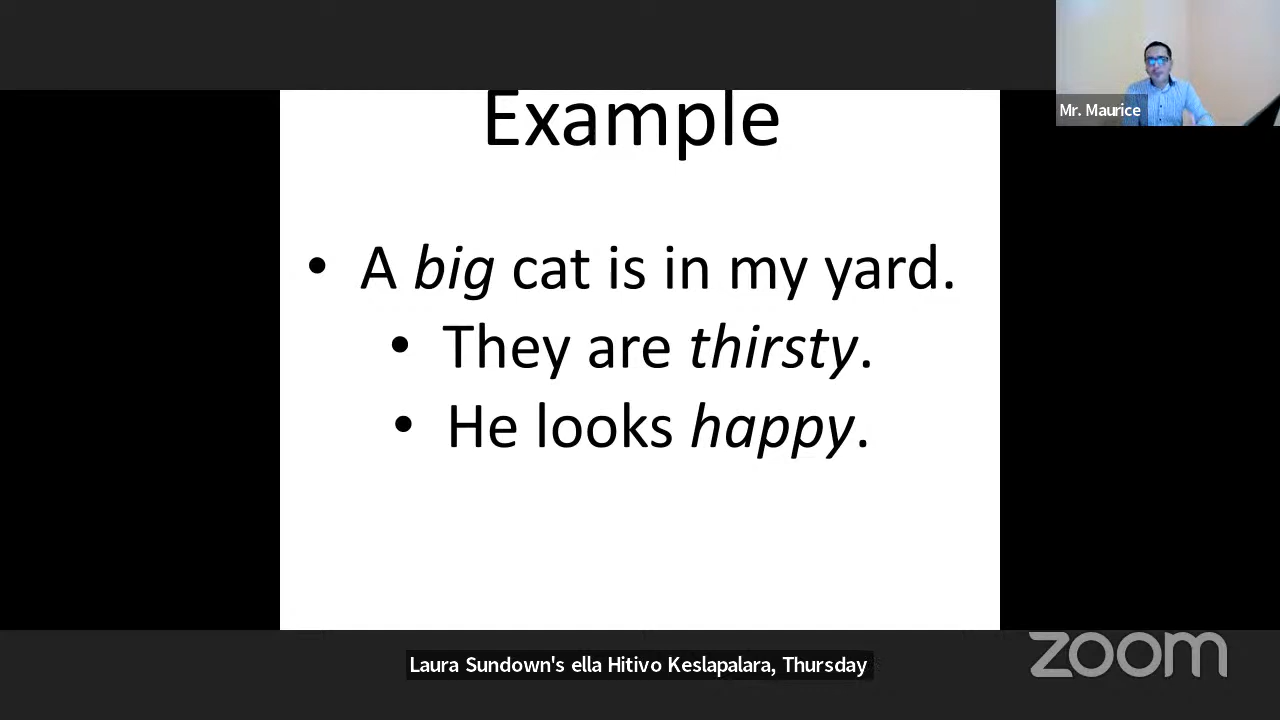 Mr. Maurice
Example
• A big cat is in my yard.
• They are thirsty.
• He looks happy.
Laura Sundown's ella Hitivo Keslapalara, Thursday
zoom